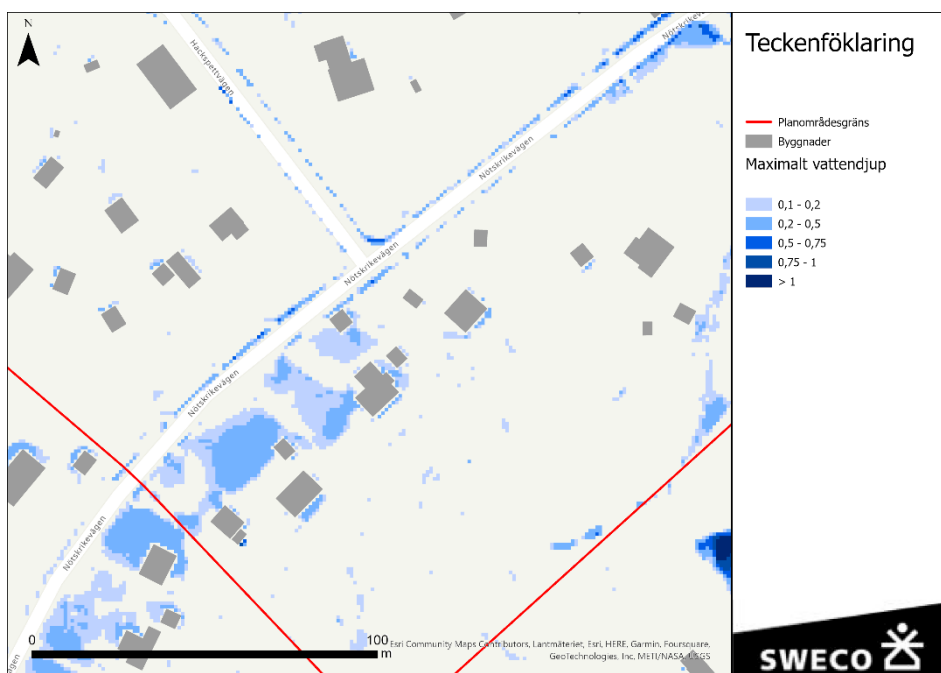 N
Hackspettvägen
Nötskrikevägen
Nötskrikevägen
Nötskrikevägen
Nötskrikevägen
Nötskrikevägen
vägen
0
100
m
Esri Community Maps Contributors, Lantmäteriet, Esri, HERE, Garmin, Foursquare,
GeoTechnologies, Inc, METI/NASA, USGS
Teckenföklaring
Planområdesgräns
Byggnader
Maximalt vattendjup
0,1 - 0,2
0,2 - 0,5
0,5 - 0,75
0,75 - 1
> 1
SWECO